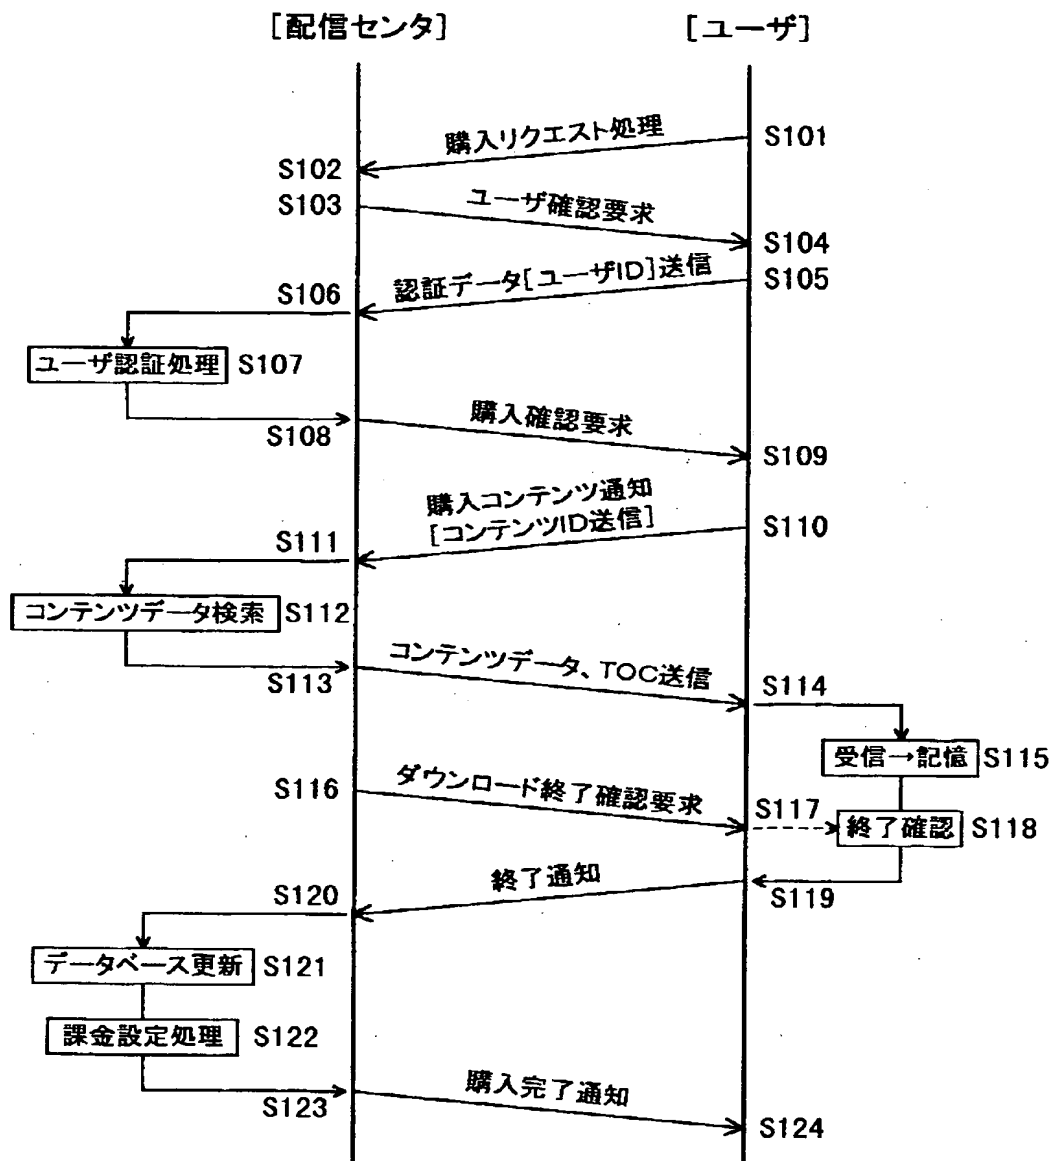 [配信センタ]
[ユーザ]
購入リクエスト処理
S101
S102
S103
ユーザ確認要求
S104
認証データ[ユーザID]送信
S105
S106
ユーザ認証処理
S107
S108
購入確認要求
S109
購入コンテンツ通知
[コンテンツID送信]
S110
S111
コンテンツデータ検索
S112
S113
コンテンツデータ、TOC送信
S114
受信→記憶
S115
S116
ダウンロード終了確認要求
S117
終了確認
S118
終了通知
S119
S120
データベース更新
S121
課金設定処理
S122
S123
購入完了通知
S124